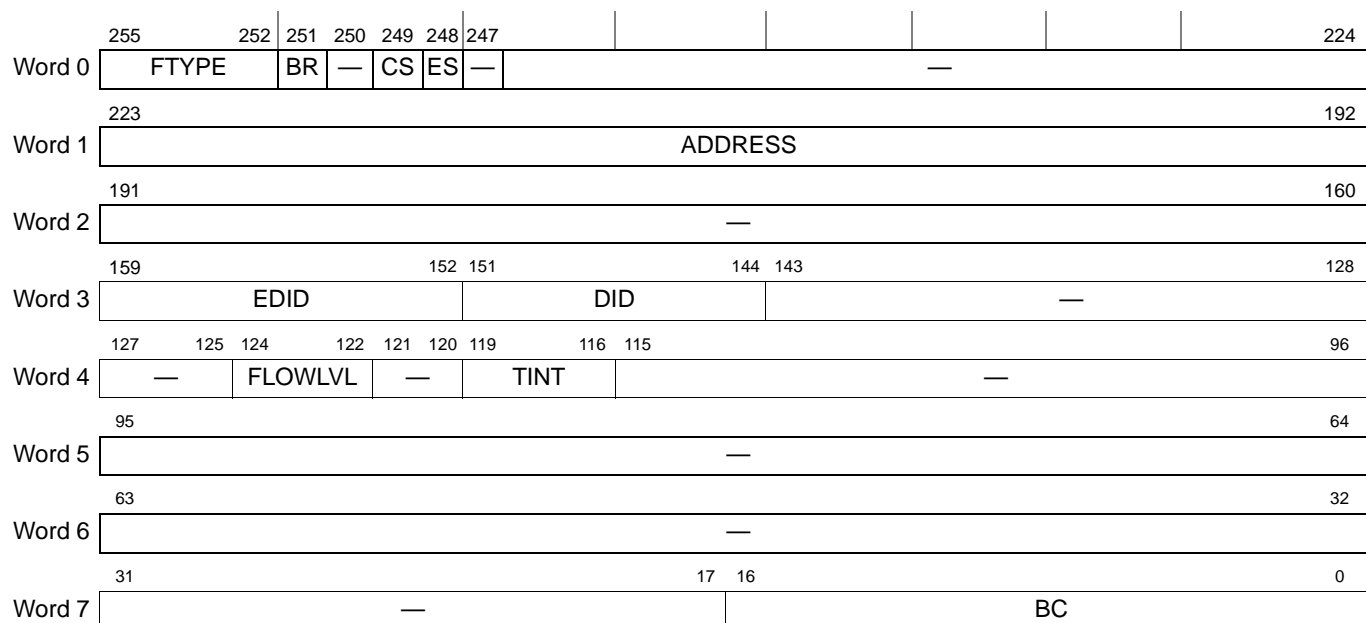 255 252 251 250 249 248 247 224
Word 0 FTYPE BR — CS ES — —
223 192
Word 1 ADDRESS
191 160
Word 2 —
159 152 151 144 143 128
Word 3 EDID DID —
127 125 124 122 121 120 119 116 115 96
Word 4 — FLOWLVL — TINT —
95 64
Word 5 —
63 32
Word 6 —
31 17 16 0
Word 7 — BC